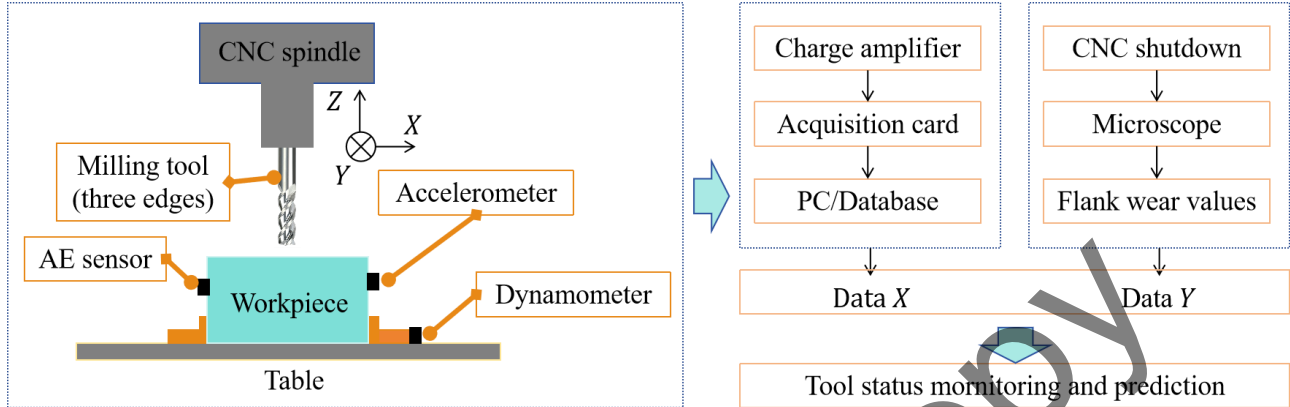 CNC spindle
Z
X
Y
Milling tool
(three edges)
Accelerometer
AE sensor
Workpiece
Dynamometer
Table
Charge amplifier
Acquisition card
PC/Database
CNC shutdown
Microscope
Flank wear values
Data X
Data Y
Tool status mornitoring and prediction